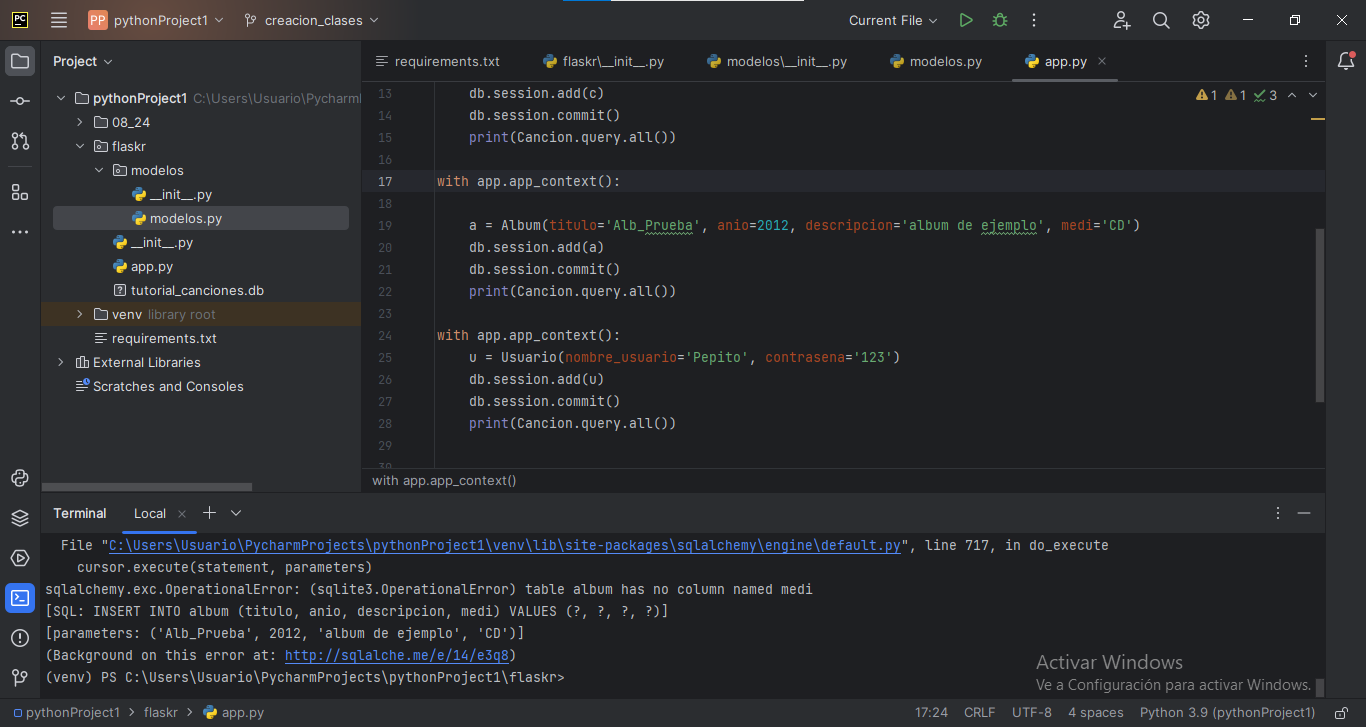 PC PP pythonProject1 creacion_clases Current File
Project
requirements.txt flaskr\__init__.py modelos\__init__.py modelos.py app.py
pythonProject1 C:\Users\Usuario\Pycharml
08_24
flaskr
modelos
__init__.py
modelos.py
__init__.py
app.py
tutorial_canciones.db
venv library root
requirements.txt
External Libraries
Scratches and Consoles
1 1 3
13 db.session.add(c)
14 db.session.commit()
15 print(Cancion.query.all())
16
17 with app.app_context():
18
19 a = Album(titulo='Alb_Prueba', anio=2012, descripcion='album de ejemplo', medi='CD')
20 db.session.add(a)
21 db.session.commit()
22 print(Cancion.query.all())
23
24 with app.app_context():
25 u = Usuario(nombre_usuario='Pepito', contrasena='123')
26 db.session.add(u)
27 db.session.commit()
28 print(Cancion.query.all())
29
30
with app.app_context()
Terminal Local
File "C:\Users\Usuario\PycharmProjects\pythonProject1\venv\lib\site-packages\sqlalchemy\engine\default.py", line 717, in do_execute
cursor.execute(statement, parameters)
sqlalchemy.exc.OperationalError: (sqlite3.OperationalError) table album has no column named medi
[SQL: INSERT INTO album (titulo, anio, descripcion, medi) VALUES (?, ?, ?, ?)]
[parameters: ('Alb_Prueba', 2012, 'album de ejemplo', 'CD')]
(Background on this error at: http://sqlalche.me/e/14/e3q8)
(venv) PS C:\Users\Usuario\PycharmProjects\pythonProject1\flaskr>
Activar Windows
Ve a Configuración para activar Windows.
pythonProject1 > flaskr > app.py 17:24 CRLF UTF-8 4 spaces Python 3.9 (pythonProject1)